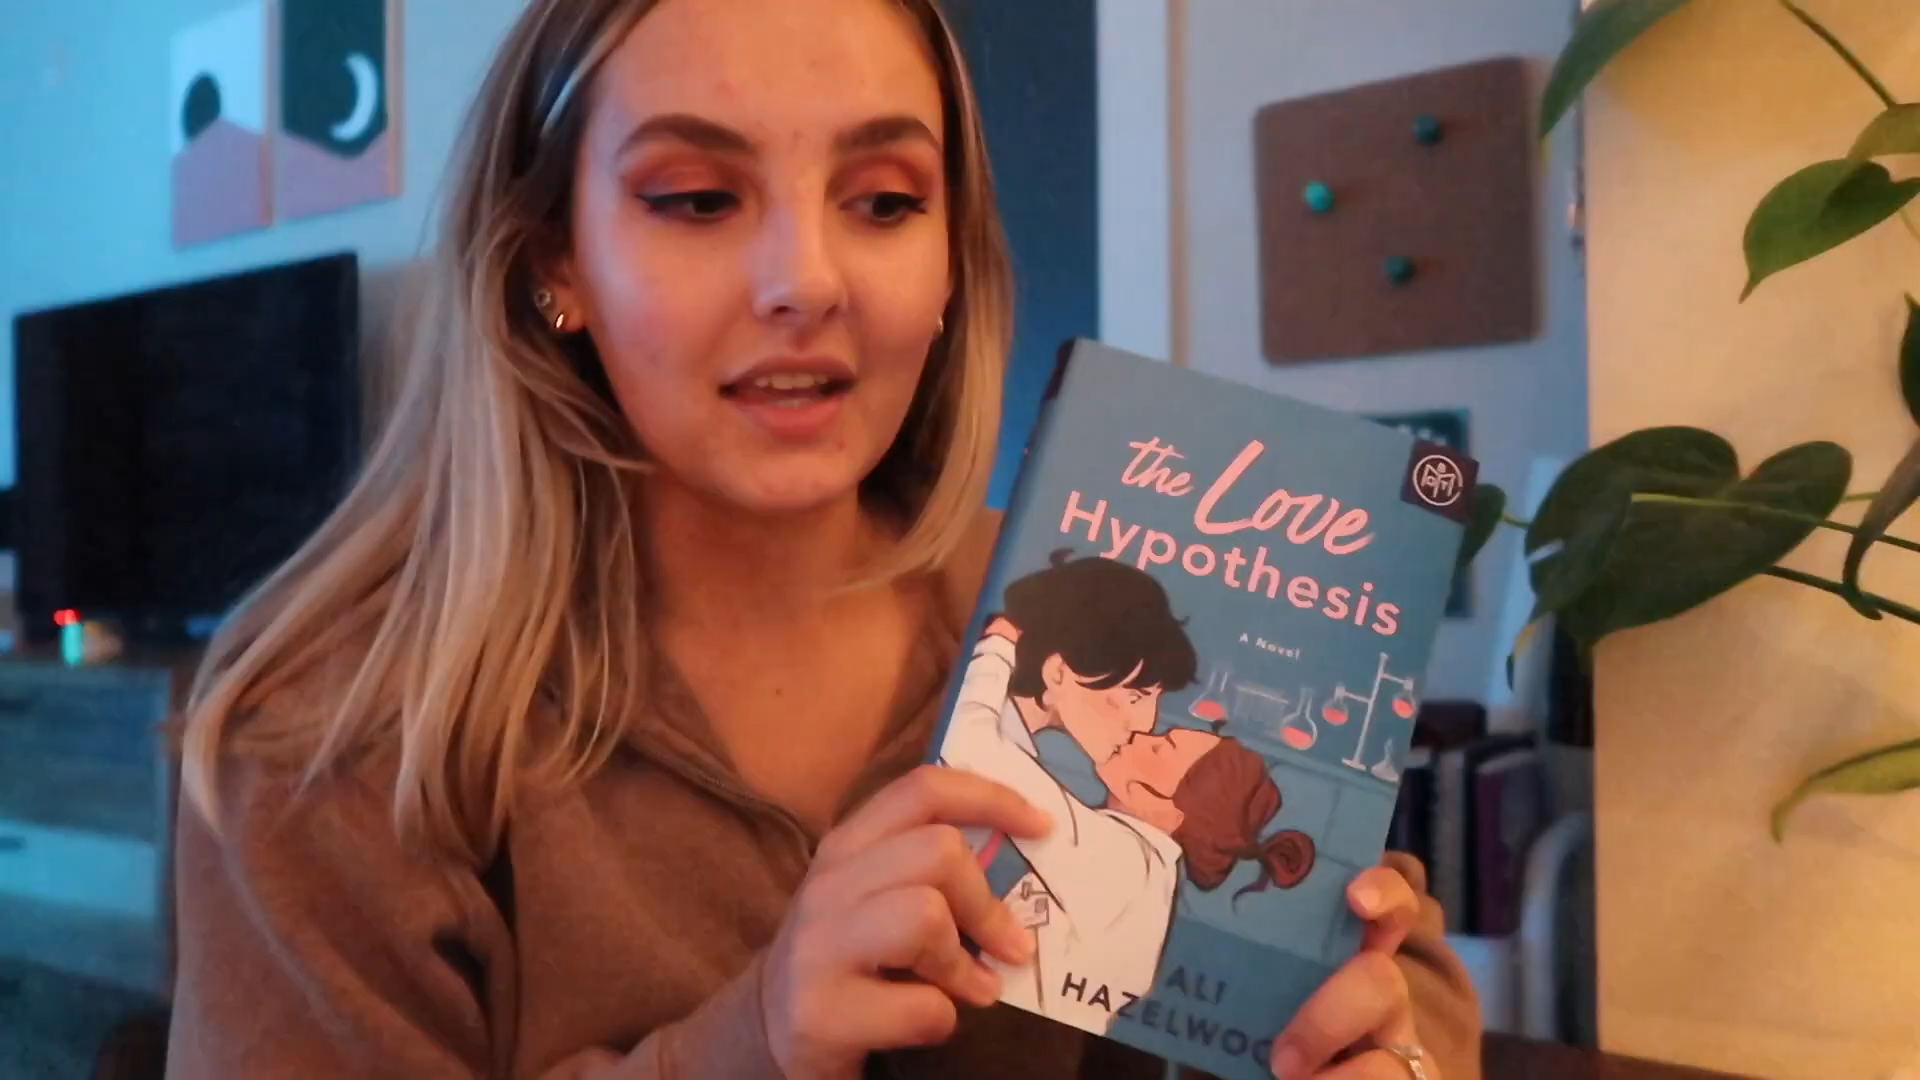 the Love
Hypothesis
A Novel
ALI
HAZELWOO